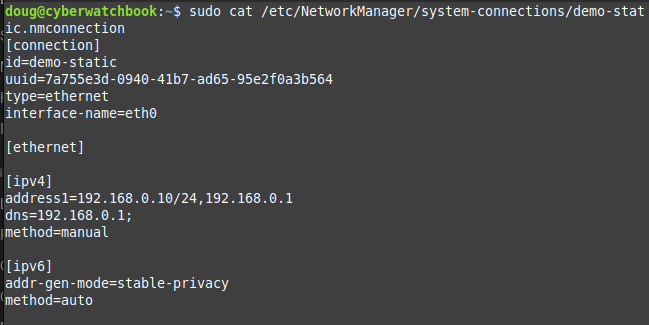 doug@cyberwatchbook:~$ sudo cat /etc/NetworkManager/system-connections/demo-stat
ic.nmconnection
[connection]
id=demo-static
uuid=7a755e3d-0940-41b7-ad65-95e2f0a3b564
type=ethernet
interface-name=eth0

[ethernet]

[ipv4]
address1=192.168.0.10/24,192.168.0.1
dns=192.168.0.1;
method=manual

[ipv6]
addr-gen-mode=stable-privacy
method=auto